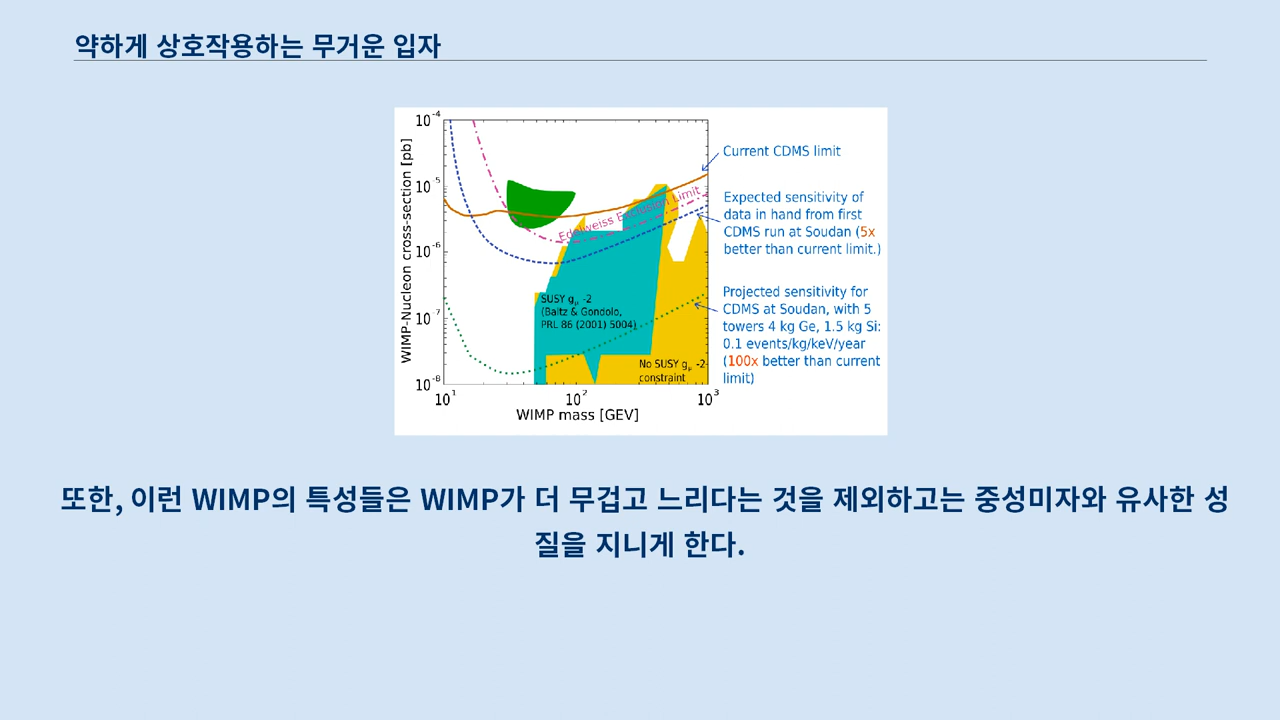 약하게 상호작용하는 무거운 입자
10⁻⁴
10⁻⁵
10⁻⁶
10⁻⁷
10⁻⁸
WIMP-Nucleon cross-section [pb]
10¹
10²
10³
WIMP mass [GEV]
Edelweiss Exclusion Limit
SUSY gμ -2
(Baltz & Gondolo,
PRL 86 (2001) 5004)
No SUSY gμ -2
constraint
Current CDMS limit
Expected sensitivity of
data in hand from first
CDMS run at Soudan (5x
better than current limit.)
Projected sensitivity for
CDMS at Soudan, with 5
towers 4 kg Ge, 1.5 kg Si:
0.1 events/kg/keV/year
(100x better than current
limit)
또한, 이런 WIMP의 특성들은 WIMP가 더 무겁고 느리다는 것을 제외하고는 중성미자와 유사한 성
질을 지니게 한다.